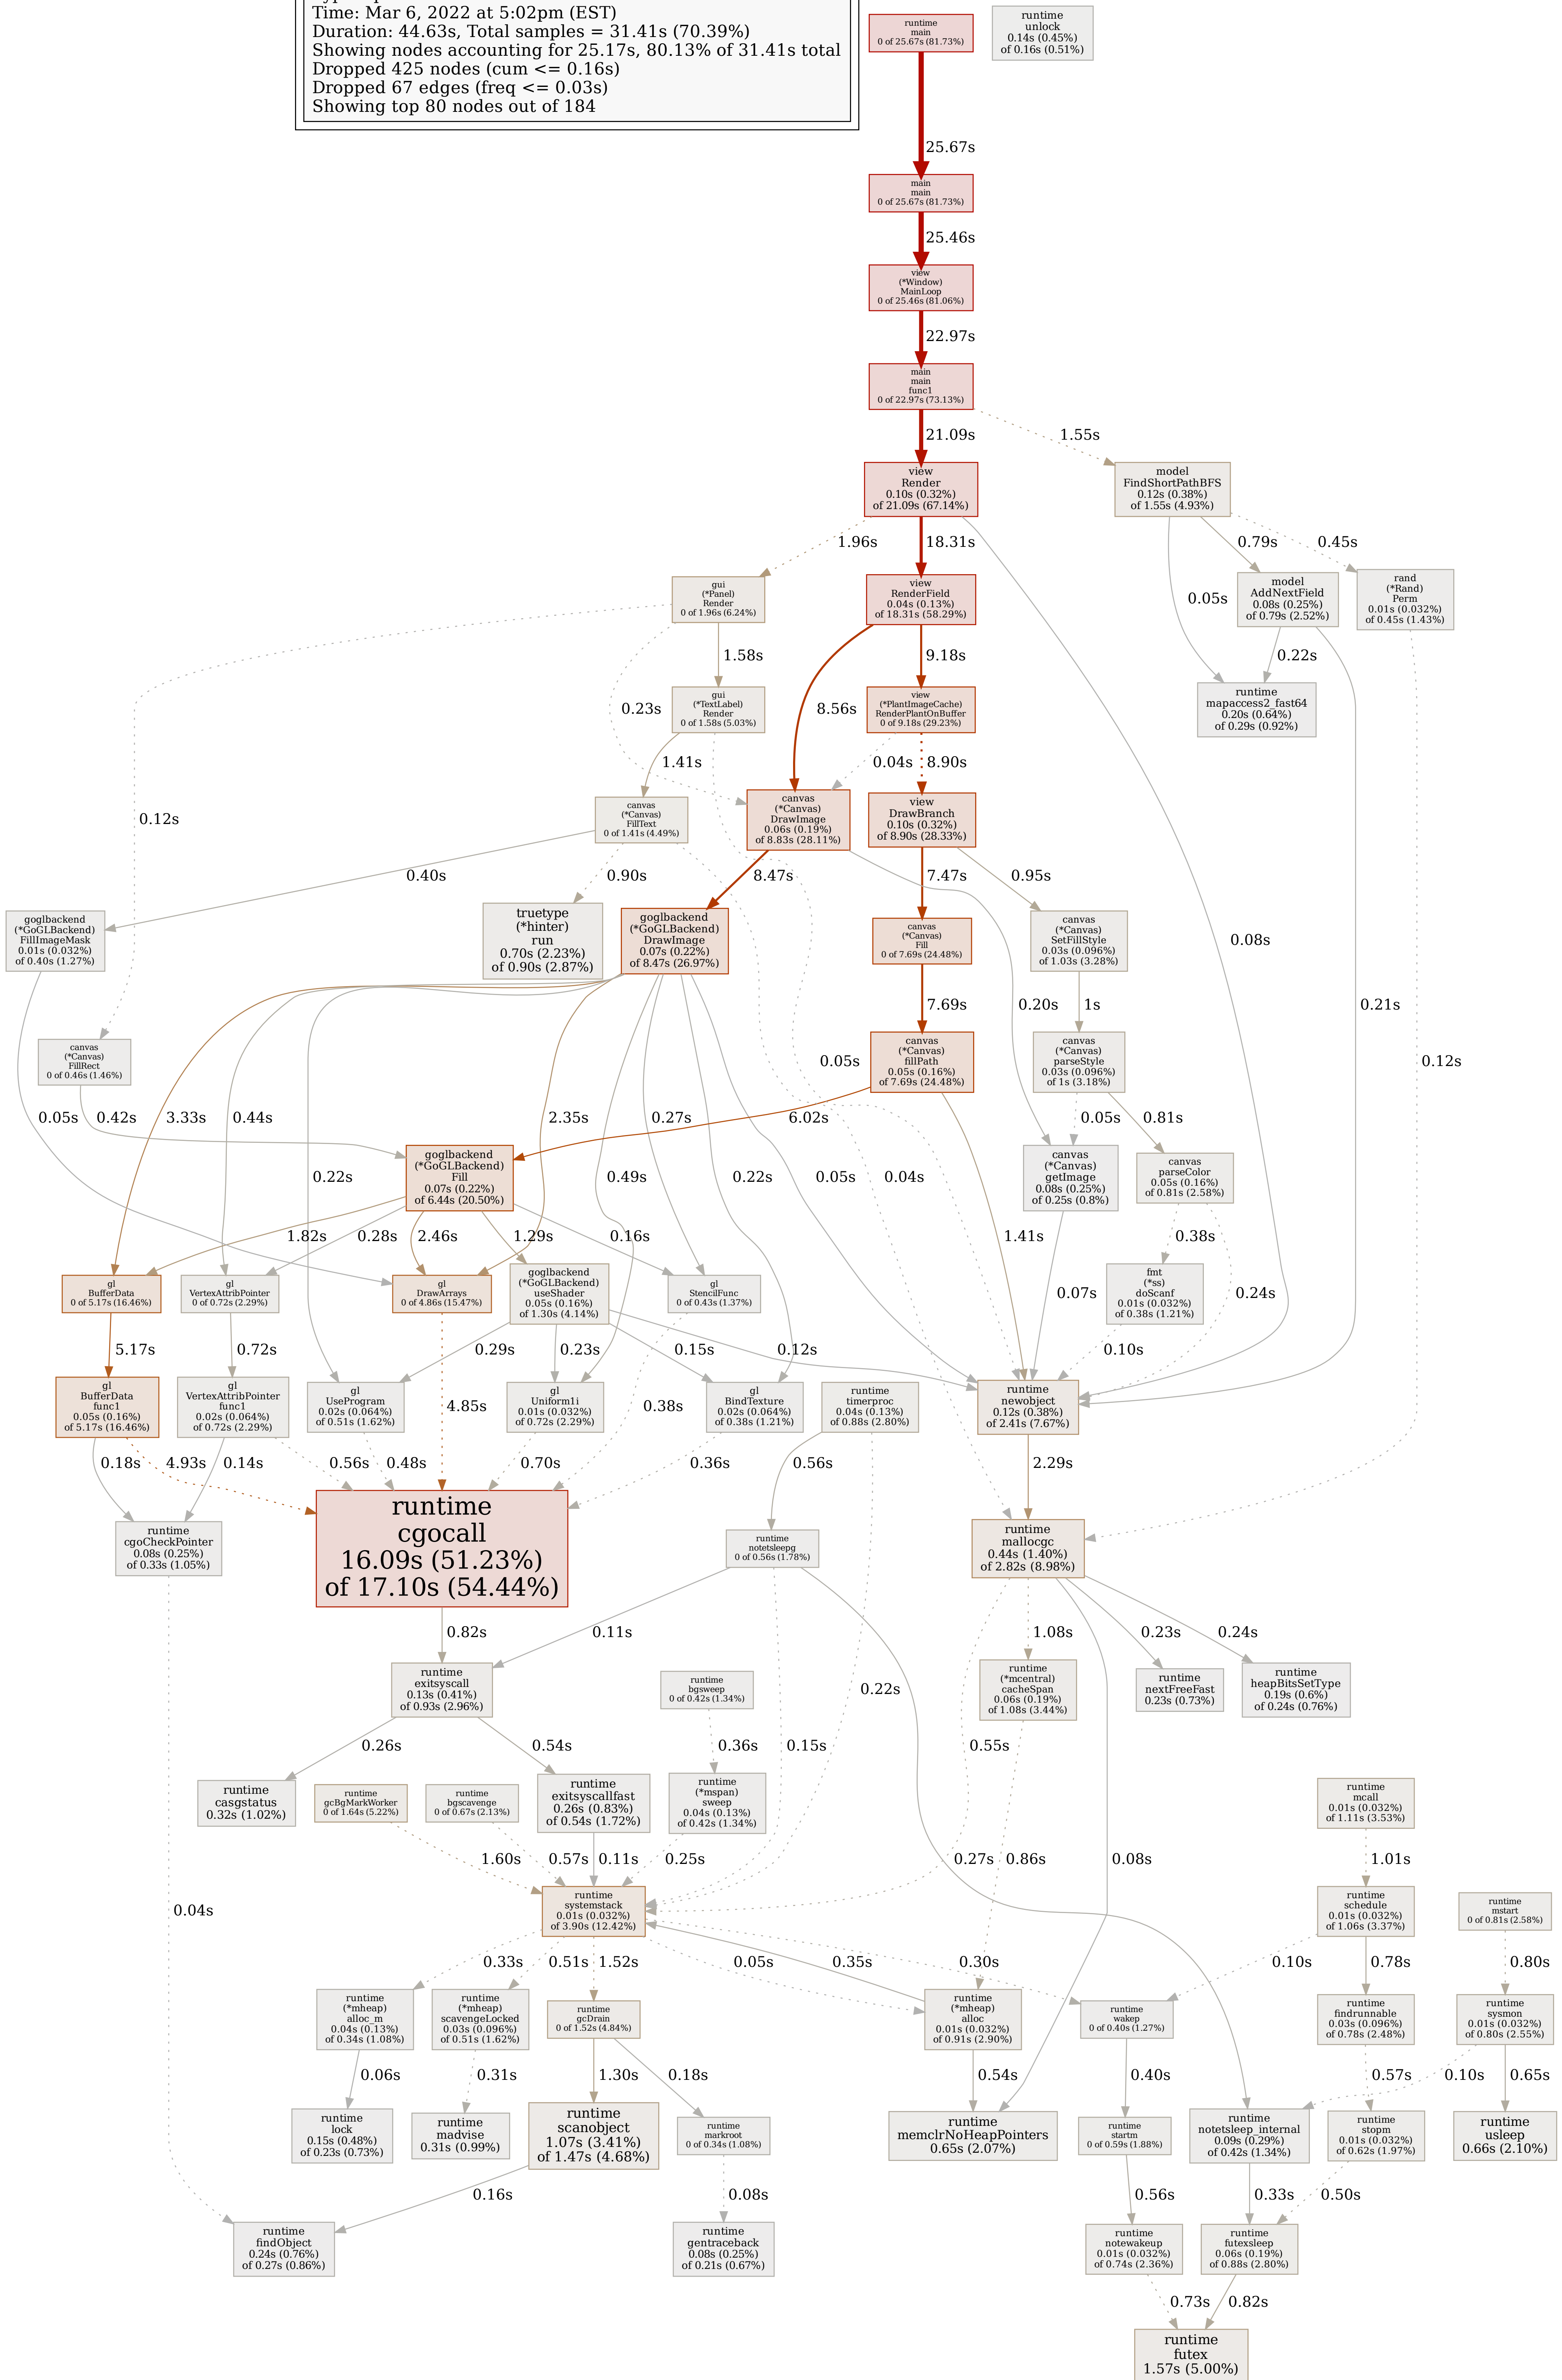 Time: Mar 6, 2022 at 5:02pm (EST)
Duration: 44.63s, Total samples = 31.41s (70.39%)
Showing nodes accounting for 25.17s, 80.13% of 31.41s total
Dropped 425 nodes (cum <= 0.16s)
Dropped 67 edges (freq <= 0.03s)
Showing top 80 nodes out of 184
runtime
main
0 of 25.67s (81.73%)
runtime
unlock
0.14s (0.45%)
of 0.16s (0.51%)
25.67s
main
main
0 of 25.67s (81.73%)
25.46s
view
(*Window)
MainLoop
0 of 25.46s (81.06%)
22.97s
main
main
func1
0 of 22.97s (73.13%)
21.09s
1.55s
view
Render
0.10s (0.32%)
of 21.09s (67.14%)
model
FindShortPathBFS
0.12s (0.38%)
of 1.55s (4.93%)
1.96s
18.31s
0.79s
0.45s
gui
(*Panel)
Render
0 of 1.96s (6.24%)
view
RenderField
0.04s (0.13%)
of 18.31s (58.29%)
0.05s
model
AddNextField
0.08s (0.25%)
of 0.79s (2.52%)
rand
(*Rand)
Perm
0.01s (0.032%)
of 0.45s (1.43%)
1.58s
9.18s
0.22s
0.23s
gui
(*TextLabel)
Render
0 of 1.58s (5.03%)
8.56s
view
(*PlantImageCache)
RenderPlantOnBuffer
0 of 9.18s (29.23%)
runtime
mapaccess2_fast64
0.20s (0.64%)
of 0.29s (0.92%)
1.41s
0.04s
8.90s
0.12s
canvas
(*Canvas)
FillText
0 of 1.41s (4.49%)
canvas
(*Canvas)
DrawImage
0.06s (0.19%)
of 8.83s (28.11%)
view
DrawBranch
0.10s (0.32%)
of 8.90s (28.33%)
0.40s
0.90s
8.47s
7.47s
0.95s
goglbackend
(*GoGLBackend)
FillImageMask
0.01s (0.032%)
of 0.40s (1.27%)
truetype
(*hinter)
run
0.70s (2.23%)
of 0.90s (2.87%)
goglbackend
(*GoGLBackend)
DrawImage
0.07s (0.22%)
of 8.47s (26.97%)
canvas
(*Canvas)
Fill
0 of 7.69s (24.48%)
canvas
(*Canvas)
SetFillStyle
0.03s (0.096%)
of 1.03s (3.28%)
0.08s
7.69s
0.20s
1s
0.21s
canvas
(*Canvas)
FillRect
0 of 0.46s (1.46%)
0.05s
canvas
(*Canvas)
fillPath
0.05s (0.16%)
of 7.69s (24.48%)
canvas
(*Canvas)
parseStyle
0.03s (0.096%)
of 1s (3.18%)
0.12s
0.05s
0.42s
3.33s
0.44s
2.35s
0.27s
6.02s
0.05s
0.81s
goglbackend
(*GoGLBackend)
Fill
0.07s (0.22%)
of 6.44s (20.50%)
0.22s
0.49s
0.22s
0.05s
0.04s
canvas
(*Canvas)
getImage
0.08s (0.25%)
of 0.25s (0.8%)
canvas
parseColor
0.05s (0.16%)
of 0.81s (2.58%)
1.82s
0.28s
2.46s
1.29s
0.16s
1.41s
0.38s
gl
BufferData
0 of 5.17s (16.46%)
gl
VertexAttribPointer
0 of 0.72s (2.29%)
gl
DrawArrays
0 of 4.86s (15.47%)
goglbackend
(*GoGLBackend)
useShader
0.05s (0.16%)
of 1.30s (4.14%)
gl
StencilFunc
0 of 0.43s (1.37%)
0.07s
fmt
(*ss)
doScanf
0.01s (0.032%)
of 0.38s (1.21%)
0.24s
5.17s
0.72s
0.29s
0.23s
0.15s
0.12s
0.10s
gl
BufferData
func1
0.05s (0.16%)
of 5.17s (16.46%)
gl
VertexAttribPointer
func1
0.02s (0.064%)
of 0.72s (2.29%)
gl
UseProgram
0.02s (0.064%)
of 0.51s (1.62%)
4.85s
gl
Uniform1i
0.01s (0.032%)
of 0.72s (2.29%)
0.38s
gl
BindTexture
0.02s (0.064%)
of 0.38s (1.21%)
runtime
timerproc
0.04s (0.13%)
of 0.88s (2.80%)
runtime
newobject
0.12s (0.38%)
of 2.41s (7.67%)
0.18s
4.93s
0.14s
0.56s
0.48s
0.70s
0.36s
0.56s
2.29s
runtime
cgoCheckPointer
0.08s (0.25%)
of 0.33s (1.05%)
runtime
cgocall
16.09s (51.23%)
of 17.10s (54.44%)
runtime
notetsleepg
0 of 0.56s (1.78%)
runtime
mallocgc
0.44s (1.40%)
of 2.82s (8.98%)
0.82s
0.11s
1.08s
0.23s
0.24s
runtime
exitsyscall
0.13s (0.41%)
of 0.93s (2.96%)
runtime
bgsweep
0 of 0.42s (1.34%)
0.22s
runtime
(*mcentral)
cacheSpan
0.06s (0.19%)
of 1.08s (3.44%)
runtime
nextFreeFast
0.23s (0.73%)
runtime
heapBitsSetType
0.19s (0.6%)
of 0.24s (0.76%)
0.26s
0.54s
0.36s
0.15s
0.55s
runtime
casgstatus
0.32s (1.02%)
runtime
gcBgMarkWorker
0 of 1.64s (5.22%)
runtime
bgscavenge
0 of 0.67s (2.13%)
runtime
exitsyscallfast
0.26s (0.83%)
of 0.54s (1.72%)
runtime
(*mspan)
sweep
0.04s (0.13%)
of 0.42s (1.34%)
runtime
mcall
0.01s (0.032%)
of 1.11s (3.53%)
1.60s
0.57s
0.11s
0.25s
0.27s
0.86s
0.08s
1.01s
0.04s
runtime
systemstack
0.01s (0.032%)
of 3.90s (12.42%)
runtime
schedule
0.01s (0.032%)
of 1.06s (3.37%)
runtime
mstart
0 of 0.81s (2.58%)
0.33s
0.51s
1.52s
0.05s
0.35s
0.30s
0.10s
0.78s
0.80s
runtime
(*mheap)
alloc_m
0.04s (0.13%)
of 0.34s (1.08%)
runtime
(*mheap)
scavengeLocked
0.03s (0.096%)
of 0.51s (1.62%)
runtime
gcDrain
0 of 1.52s (4.84%)
runtime
(*mheap)
alloc
0.01s (0.032%)
of 0.91s (2.90%)
runtime
wakep
0 of 0.40s (1.27%)
runtime
findrunnable
0.03s (0.096%)
of 0.78s (2.48%)
runtime
sysmon
0.01s (0.032%)
of 0.80s (2.55%)
0.06s
0.31s
1.30s
0.18s
0.54s
0.40s
0.57s
0.10s
0.65s
runtime
lock
0.15s (0.48%)
of 0.23s (0.73%)
runtime
madvise
0.31s (0.99%)
runtime
scanobject
1.07s (3.41%)
of 1.47s (4.68%)
runtime
markroot
0 of 0.34s (1.08%)
runtime
memclrNoHeapPointers
0.65s (2.07%)
runtime
startm
0 of 0.59s (1.88%)
runtime
notetsleep_internal
0.09s (0.29%)
of 0.42s (1.34%)
runtime
stopm
0.01s (0.032%)
of 0.62s (1.97%)
runtime
usleep
0.66s (2.10%)
0.16s
0.08s
0.56s
0.33s
0.50s
runtime
findObject
0.24s (0.76%)
of 0.27s (0.86%)
runtime
gentraceback
0.08s (0.25%)
of 0.21s (0.67%)
runtime
notewakeup
0.01s (0.032%)
of 0.74s (2.36%)
runtime
futexsleep
0.06s (0.19%)
of 0.88s (2.80%)
0.73s
0.82s
runtime
futex
1.57s (5.00%)